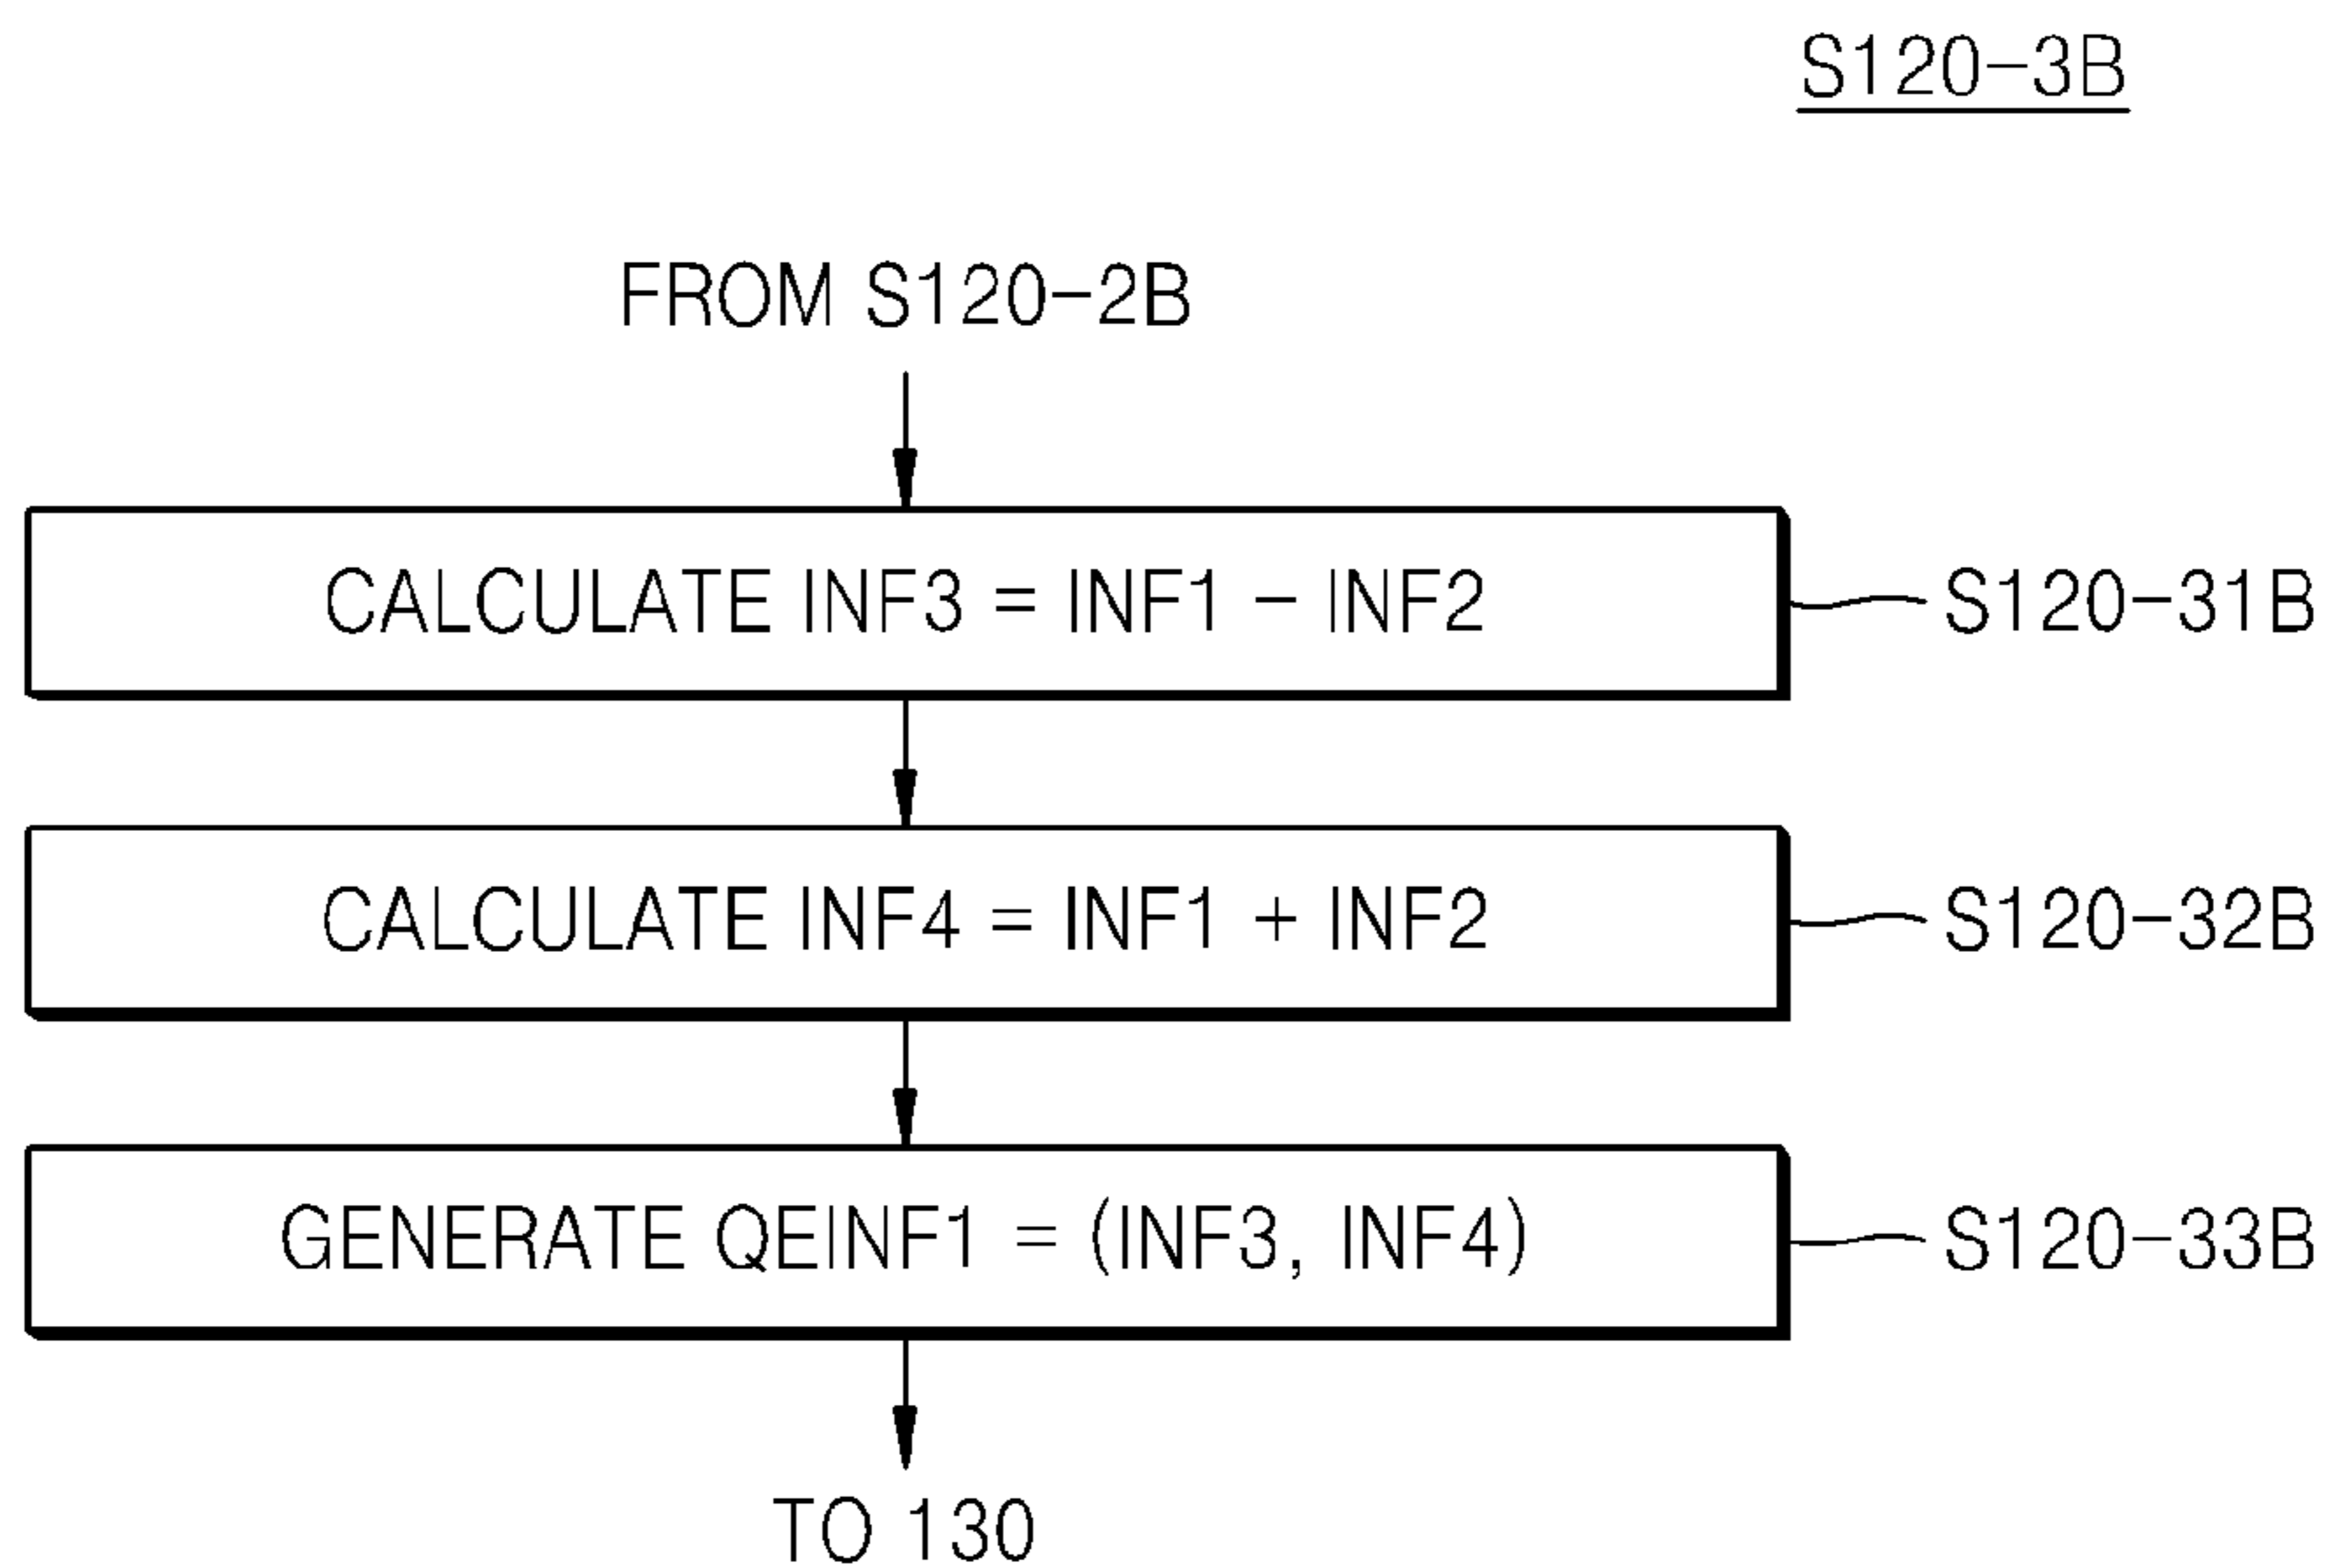 S120-3B
FROM S120-2B
CALCULATE INF3 = INF1 - INF2
S120-31B
CALCULATE INF4 = INF1 + INF2
S120-32B
GENERATE QEINF1 = (INF3, INF4)
S120-33B
TO 130